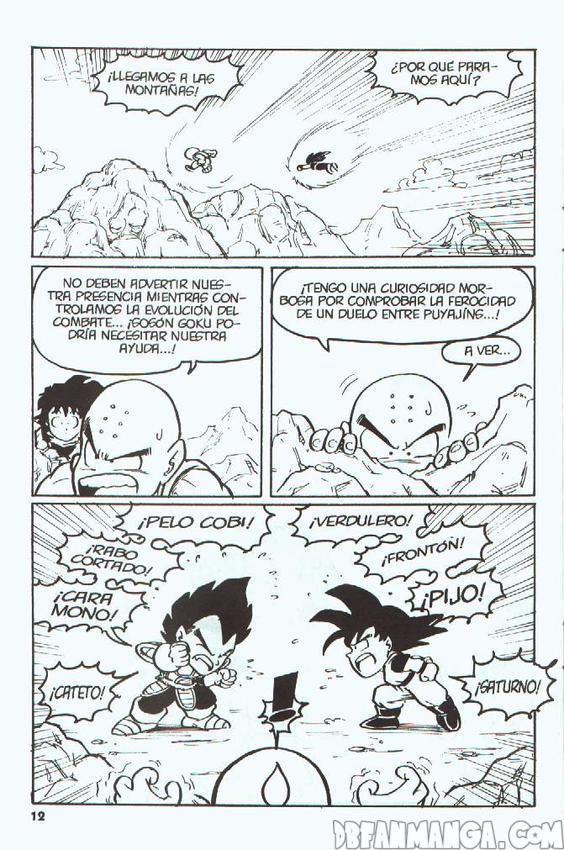 ¡LLEGAMOS A LAS
MONTAÑAS!
¿POR QUÉ PARA-
MOS AQUÍ?
NO DEBEN ADVERTIR NUES-
TRA PRESENCIA MIENTRAS CON-
TROLAMOS LA EVOLUCIÓN DEL
COMBATE... ¡SOSÓN GOKU PO-
DRÍA NECESITAR NUESTRA
AYUDA...!
¡TENGO UNA CURIOSIDAD MOR-
BOSA POR COMPROBAR LA FEROCIDAD
DE UN DUELO ENTRE PUYAJÍNS...!
A VER...
¡PELO COBI!
¡VERDULERO!
¡RABO
CORTADO!
¡FRONTÓN!
¡CARA
MONO!
¡PIJO!
¡CATETO!
¡SATURNO!
!
12
DBFANMANGA.COM